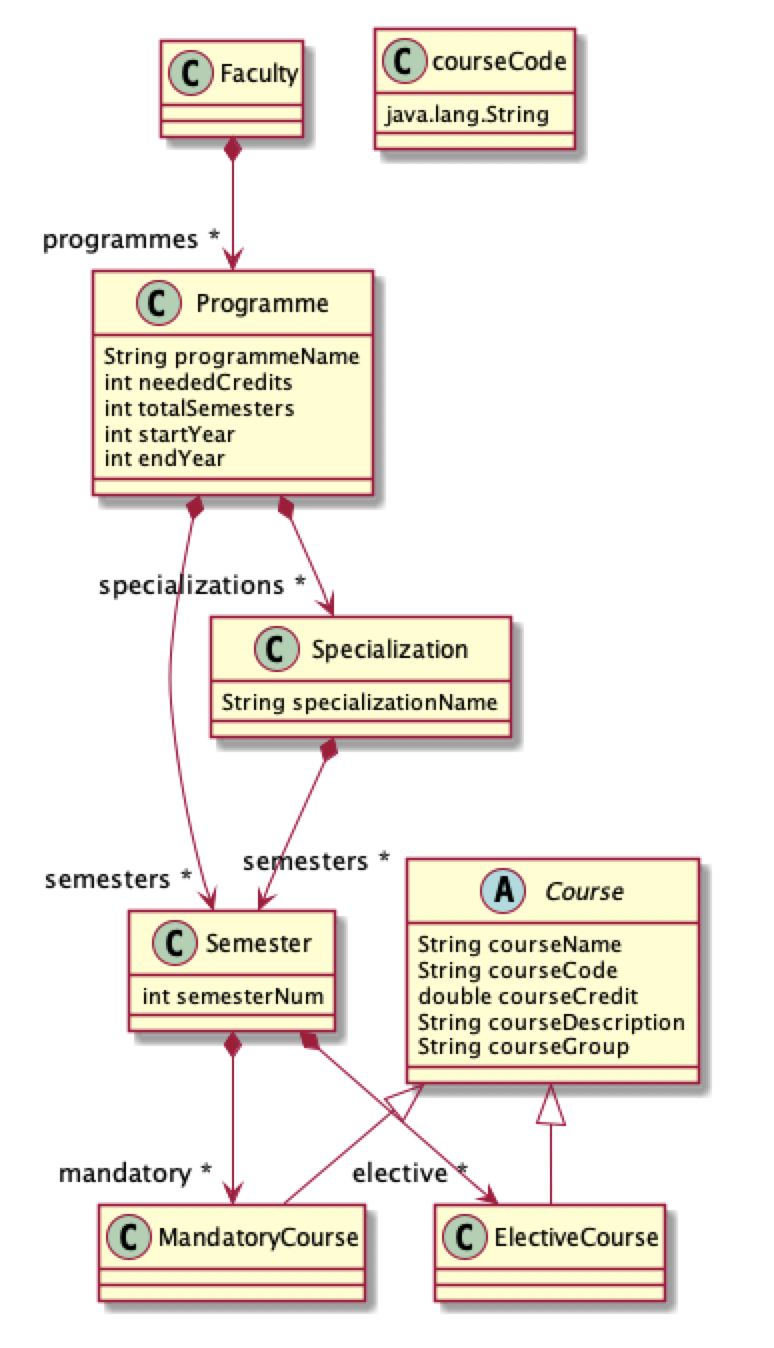 C Faculty
C courseCode
java.lang.String
programmes *
C Programme
String programmeName
int neededCredits
int totalSemesters
int startYear
int endYear
specializations *
C Specialization
String specializationName
semesters *
semesters *
C Semester
int semesterNum
A Course
String courseName
String courseCode
double courseCredit
String courseDescription
String courseGroup
mandatory *
elective *
C MandatoryCourse
C ElectiveCourse